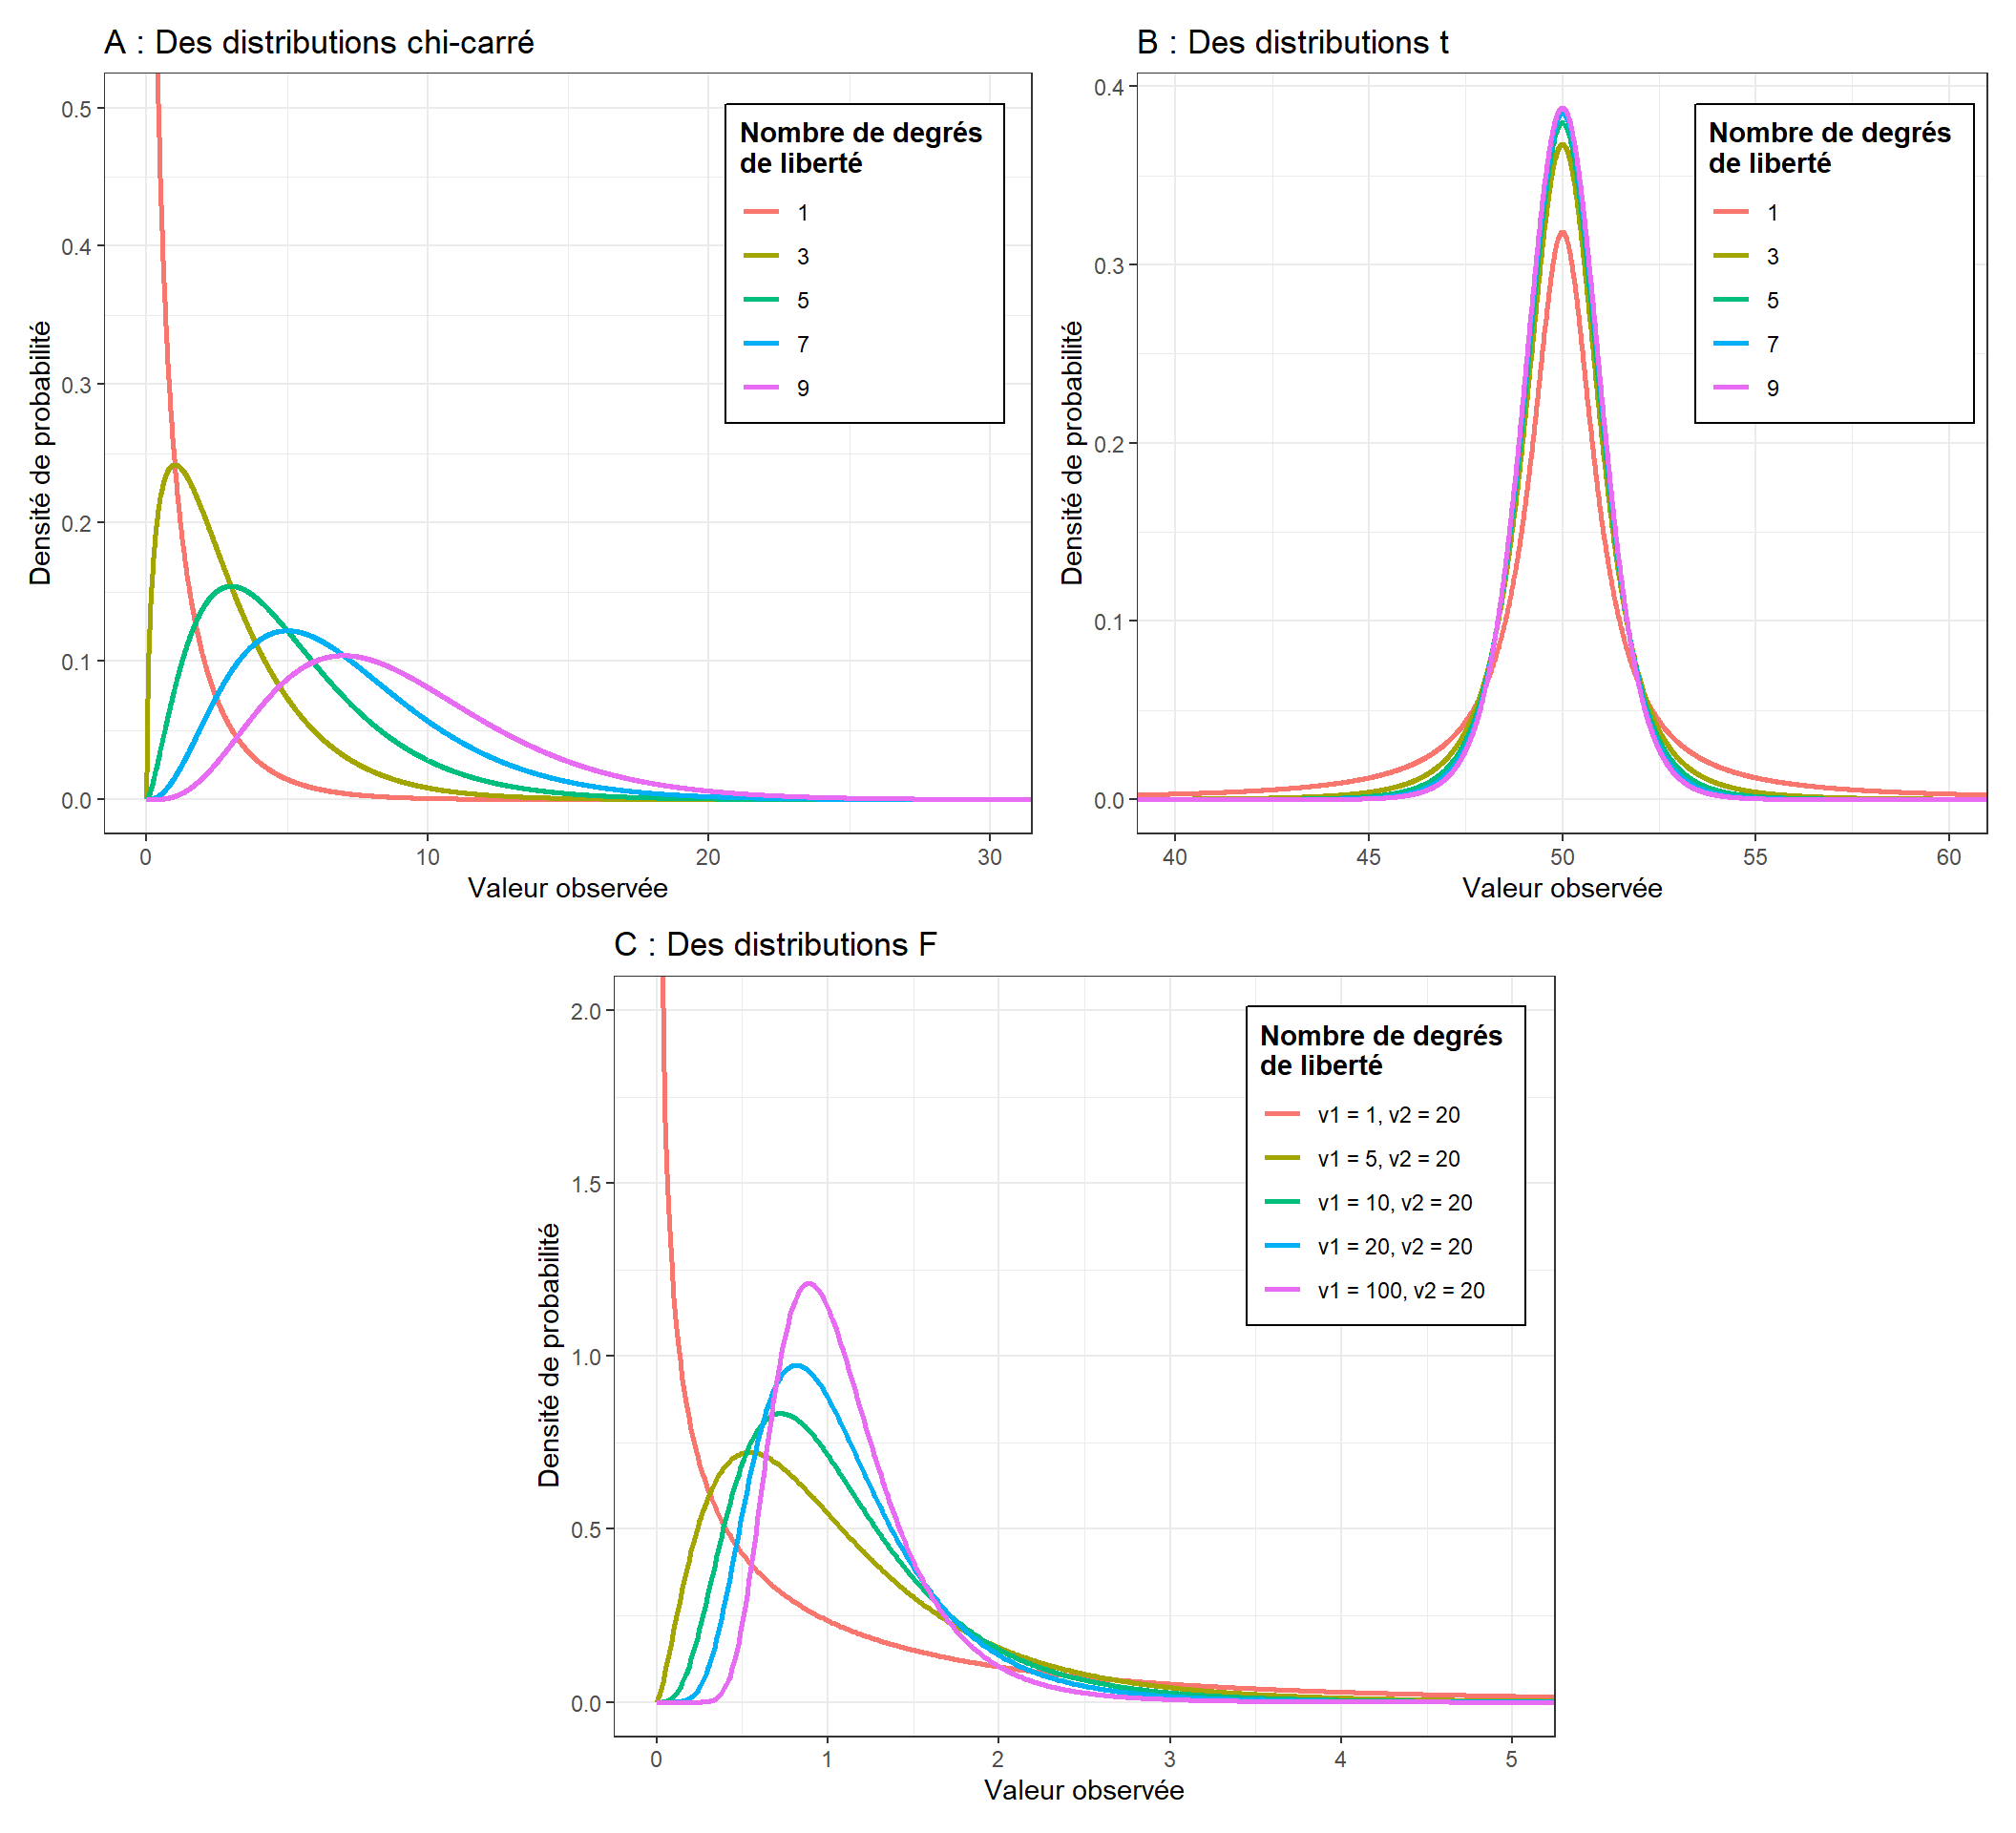 A : Des distributions chi-carré
Densité de probabilité
0.5
0.4
0.3
0.2
0.1
0.0
Nombre de degrés
de liberté
1
3
5
7
9
0
10
20
30
Valeur observée
B : Des distributions t
Densité de probabilité
0.4
0.3
0.2
0.1
0.0
Nombre de degrés
de liberté
1
3
5
7
9
40
45
50
55
60
Valeur observée
C : Des distributions F
Densité de probabilité
2.0
1.5
1.0
0.5
0.0
Nombre de degrés
de liberté
v1 = 1, v2 = 20
v1 = 5, v2 = 20
v1 = 10, v2 = 20
v1 = 20, v2 = 20
v1 = 100, v2 = 20
0
1
2
3
4
5
Valeur observée